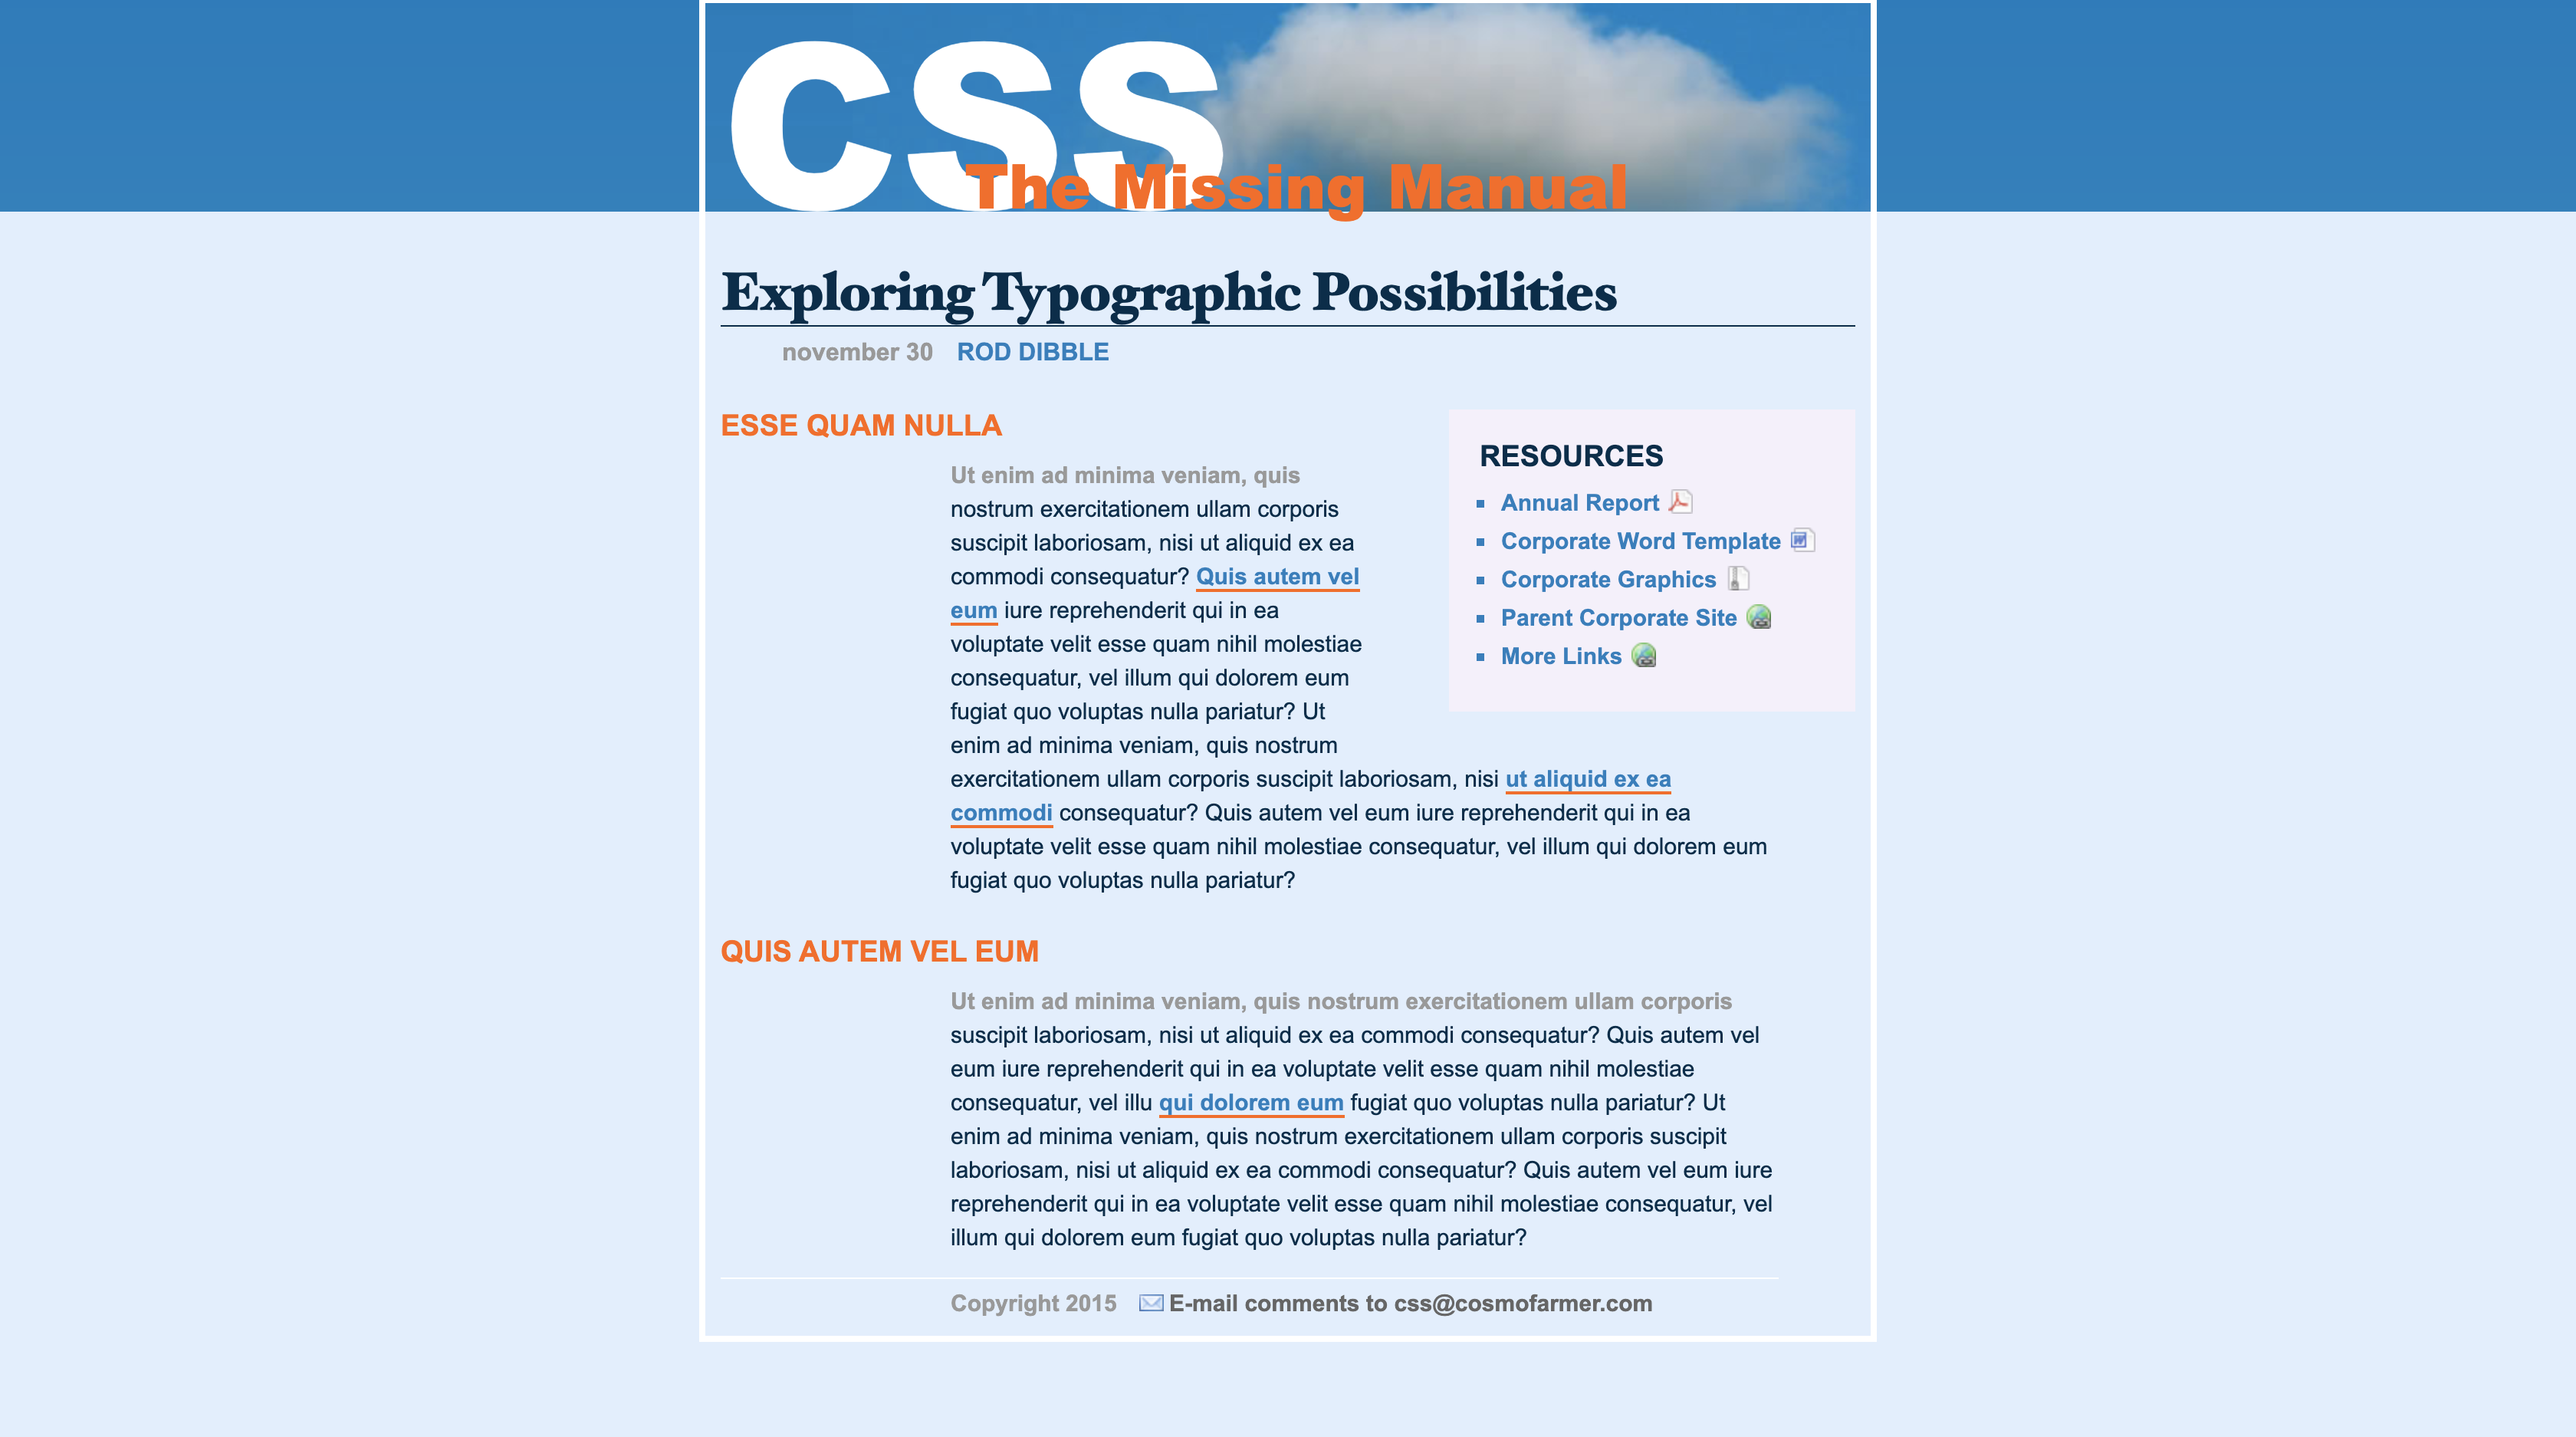 CSS
The Missing Manual
Exploring Typographic Possibilities
november 30 ROD DIBBLE
ESSE QUAM NULLA
Ut enim ad minima veniam, quis
nostrum exercitationem ullam corporis
suscipit laboriosam, nisi ut aliquid ex ea
commodi consequatur? Quis autem vel
eum iure reprehenderit qui in ea
voluptate velit esse quam nihil molestiae
consequatur, vel illum qui dolorem eum
fugiat quo voluptas nulla pariatur? Ut
enim ad minima veniam, quis nostrum
exercitationem ullam corporis suscipit laboriosam, nisi ut aliquid ex ea
commodi consequatur? Quis autem vel eum iure reprehenderit qui in ea
voluptate velit esse quam nihil molestiae consequatur, vel illum qui dolorem eum
fugiat quo voluptas nulla pariatur?
RESOURCES
Annual Report
Corporate Word Template
Corporate Graphics
Parent Corporate Site
More Links
QUIS AUTEM VEL EUM
Ut enim ad minima veniam, quis nostrum exercitationem ullam corporis
suscipit laboriosam, nisi ut aliquid ex ea commodi consequatur? Quis autem vel
eum iure reprehenderit qui in ea voluptate velit esse quam nihil molestiae
consequatur, vel illu qui dolorem eum fugiat quo voluptas nulla pariatur? Ut
enim ad minima veniam, quis nostrum exercitationem ullam corporis suscipit
laboriosam, nisi ut aliquid ex ea commodi consequatur? Quis autem vel eum iure
reprehenderit qui in ea voluptate velit esse quam nihil molestiae consequatur, vel
illum qui dolorem eum fugiat quo voluptas nulla pariatur?
Copyright 2015 E-mail comments to css@cosmofarmer.com